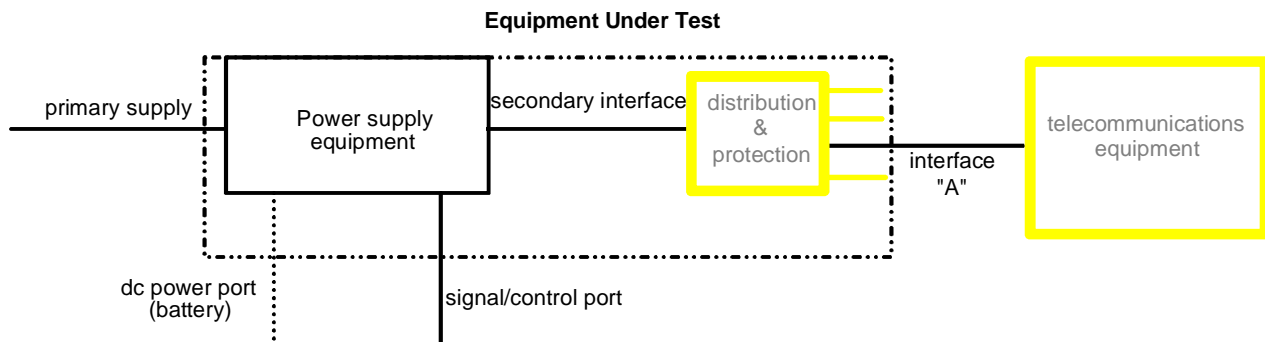 Equipment Under Test
primary supply
Power supply
equipment
secondary interface
distribution
&
protection
interface
"A"
telecommunications
equipment
dc power port
(battery)
signal/control port